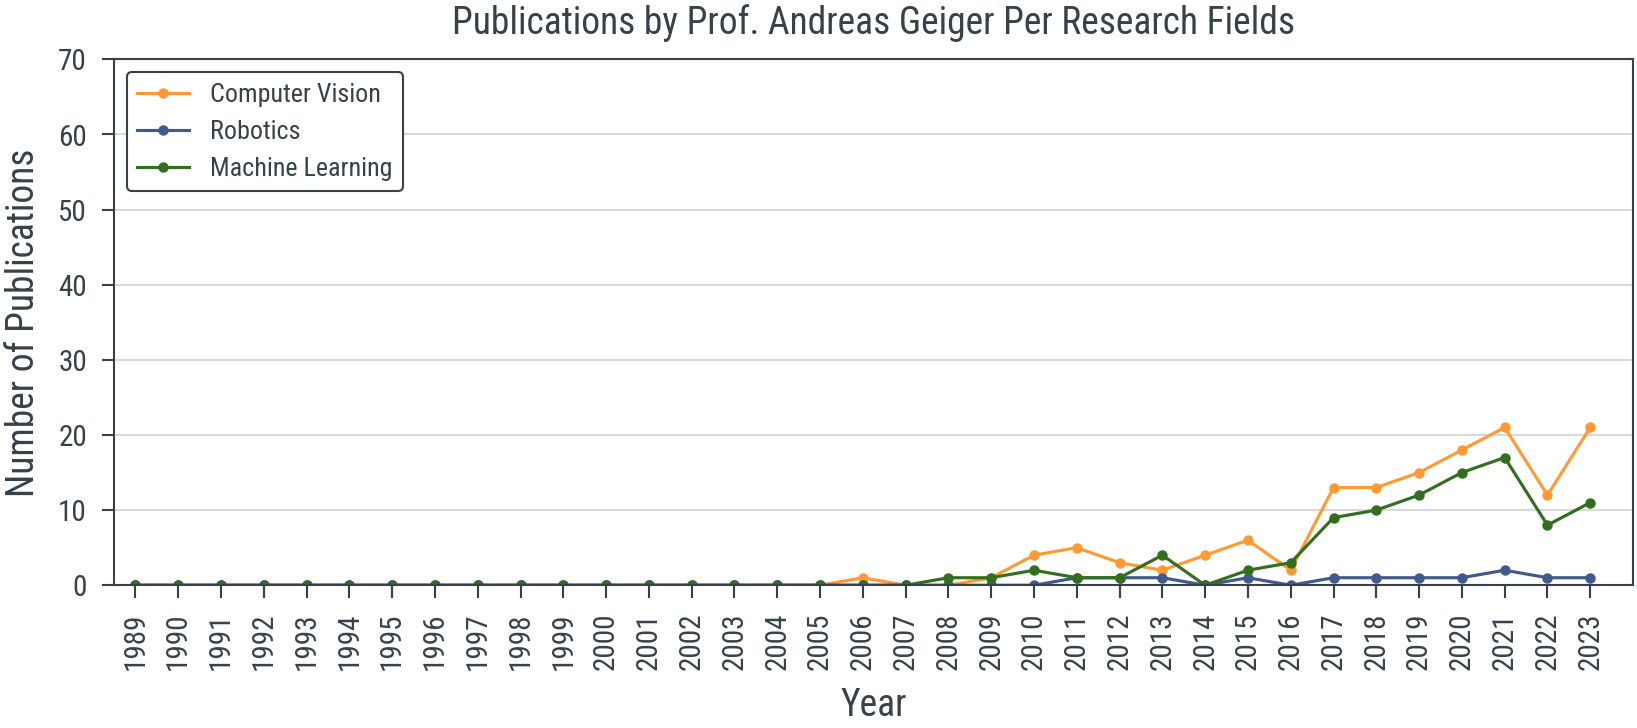 Publications by Prof. Andreas Geiger Per Research Fields
Number of Publications
70
60
50
40
30
20
10
0
Computer Vision
Robotics
Machine Learning
1989 1990 1991 1992 1993 1994 1995 1996 1997 1998 1999 2000 2001 2002 2003 2004 2005 2006 2007 2008 2009 2010 2011 2012 2013 2014 2015 2016 2017 2018 2019 2020 2021 2022 2023
Year